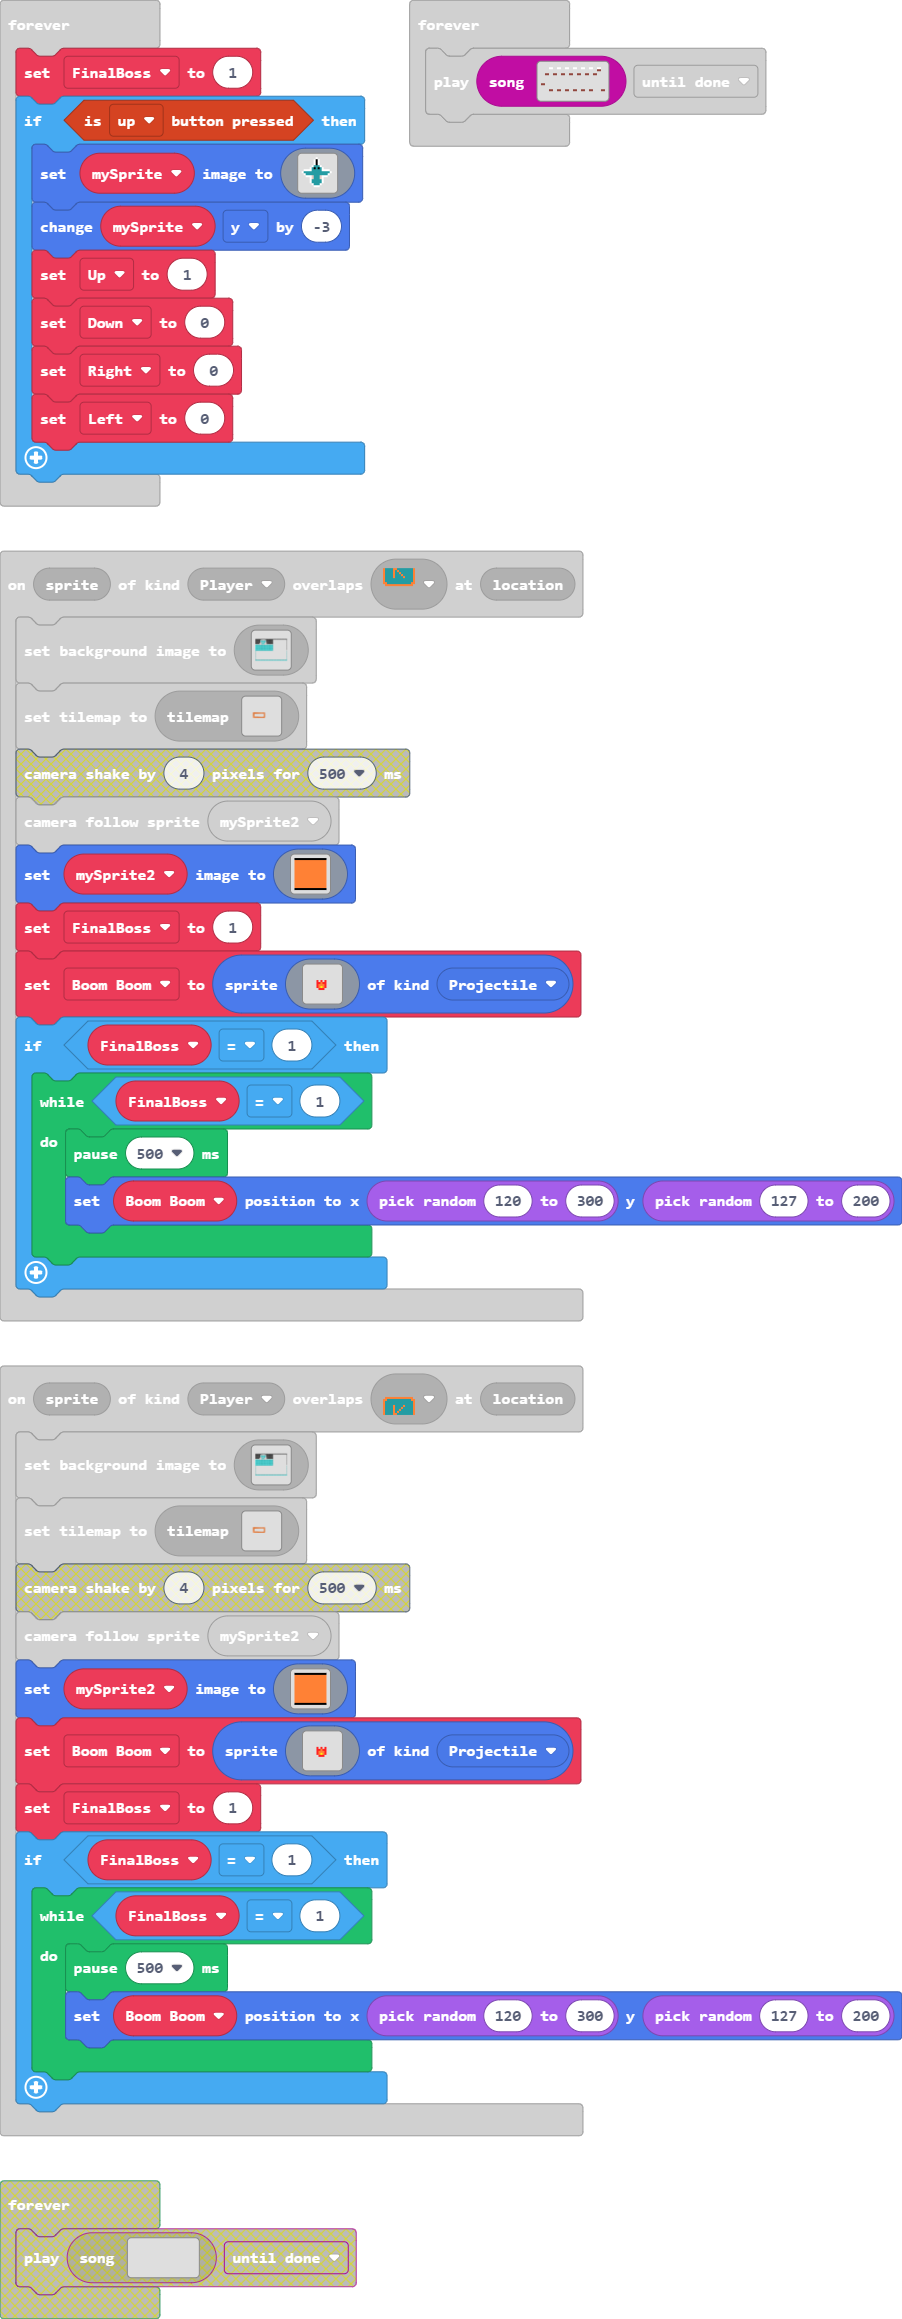 forever
set FinalBoss to 1
if is up button pressed then
set mySprite image to
change mySprite y by -3
set Up to 1
set Down to 0
set Right to 0
set Left to 0
forever
play song until done
on sprite of kind Player overlaps at location
set background image to
set tilemap to tilemap
camera shake by 4 pixels for 500 ms
camera follow sprite mySprite2
set mySprite2 image to
set FinalBoss to 1
set Boom Boom to sprite of kind Projectile
if FinalBoss = 1 then
while FinalBoss = 1
do
pause 500 ms
set Boom Boom position to x pick random 120 to 300 y pick random 127 to 200
on sprite of kind Player overlaps at location
set background image to
set tilemap to tilemap
camera shake by 4 pixels for 500 ms
camera follow sprite mySprite2
set mySprite2 image to
set Boom Boom to sprite of kind Projectile
set FinalBoss to 1
if FinalBoss = 1 then
while FinalBoss = 1
do
pause 500 ms
set Boom Boom position to x pick random 120 to 300 y pick random 127 to 200
forever
play song until done